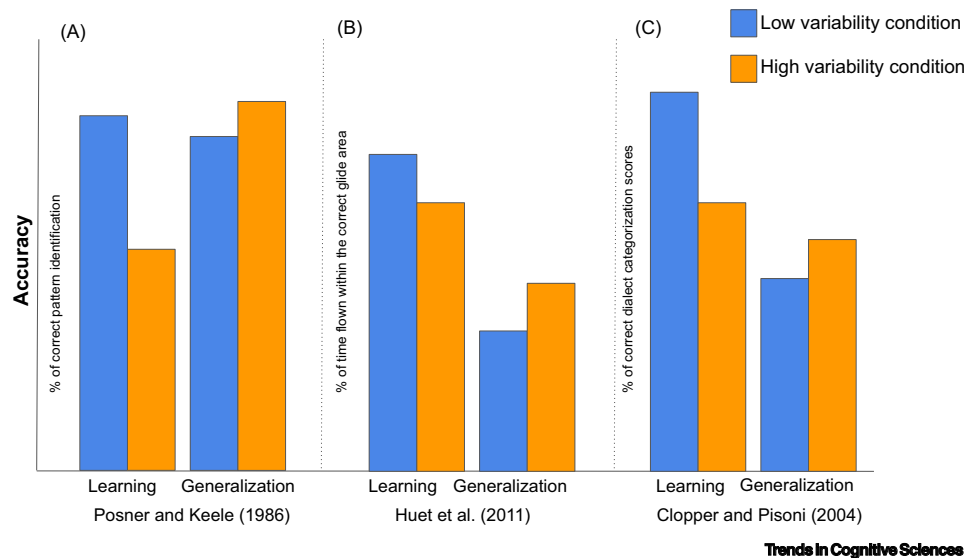 (A)
(B)
(C)
Low variability condition
High variability condition
Accuracy
% of correct pattern identification
% of time flown within the correct glide area
% of correct dialect categorization scores
Learning Generalization
Learning Generalization
Learning Generalization
Posner and Keele (1986)
Huet et al. (2011)
Clopper and Pisoni (2004)
Trends in Cognitive Sciences